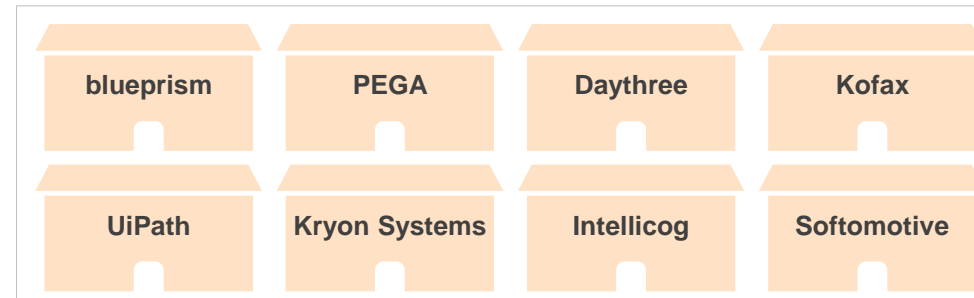 blueprism
PEGA
Daythree
Kofax
UiPath
Kryon Systems
Intellicog
Softomotive